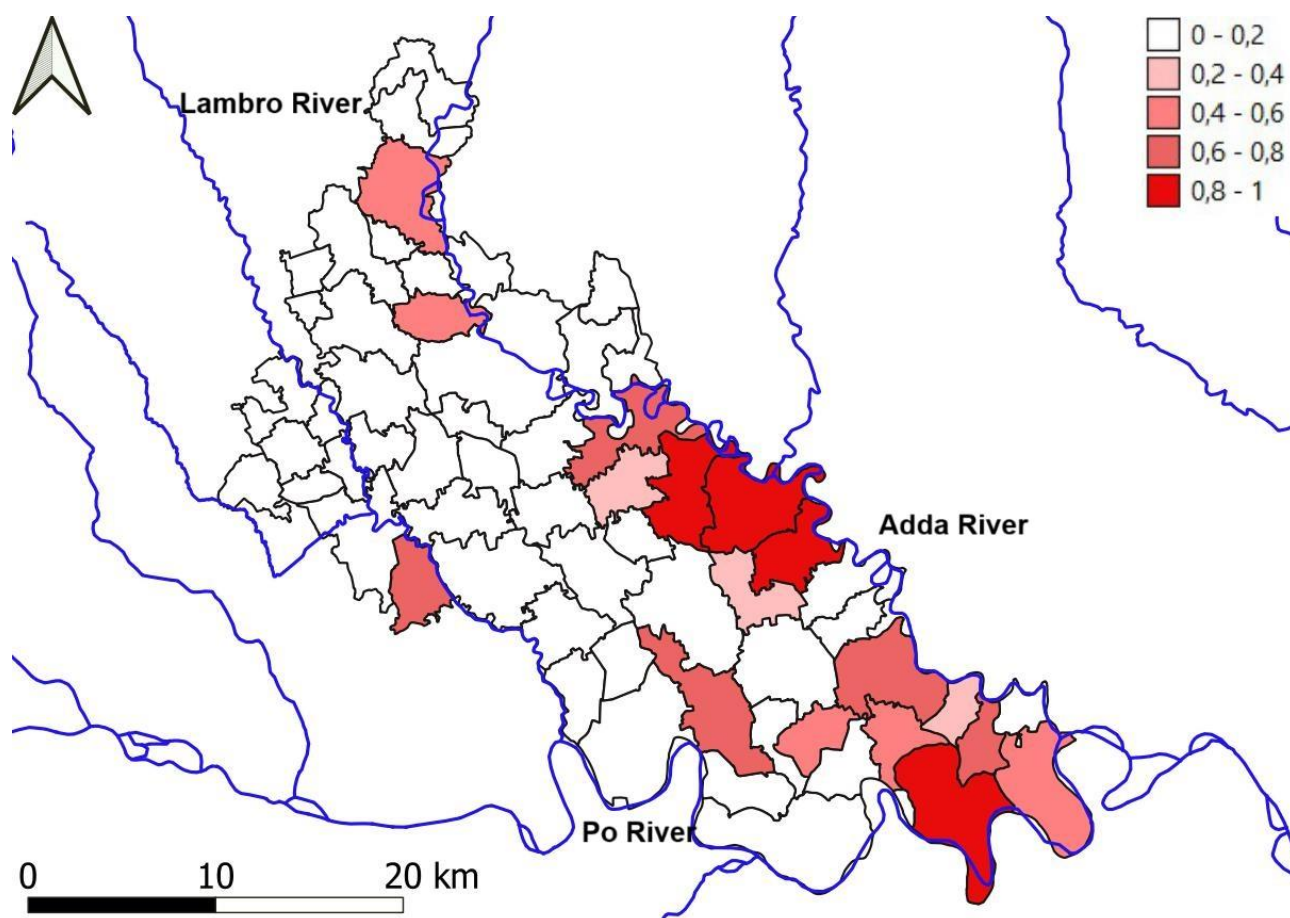 0 - 0,2
0,2 - 0,4
0,4 - 0,6
0,6 - 0,8
0,8 - 1
Lambro River
Adda River
Po River
0 10 20 km